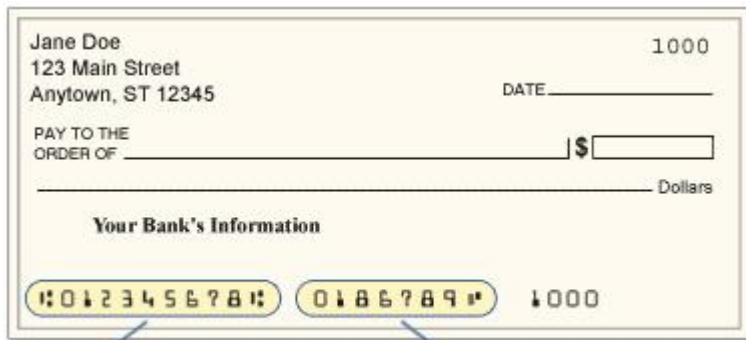 Jane Doe
1000
123 Main Street
Anytown, ST 12345
DATE
PAY TO THE
ORDER OF
$
Dollars
Your Bank's Information
⑆012345678⑆ 0186789⑈ 1000